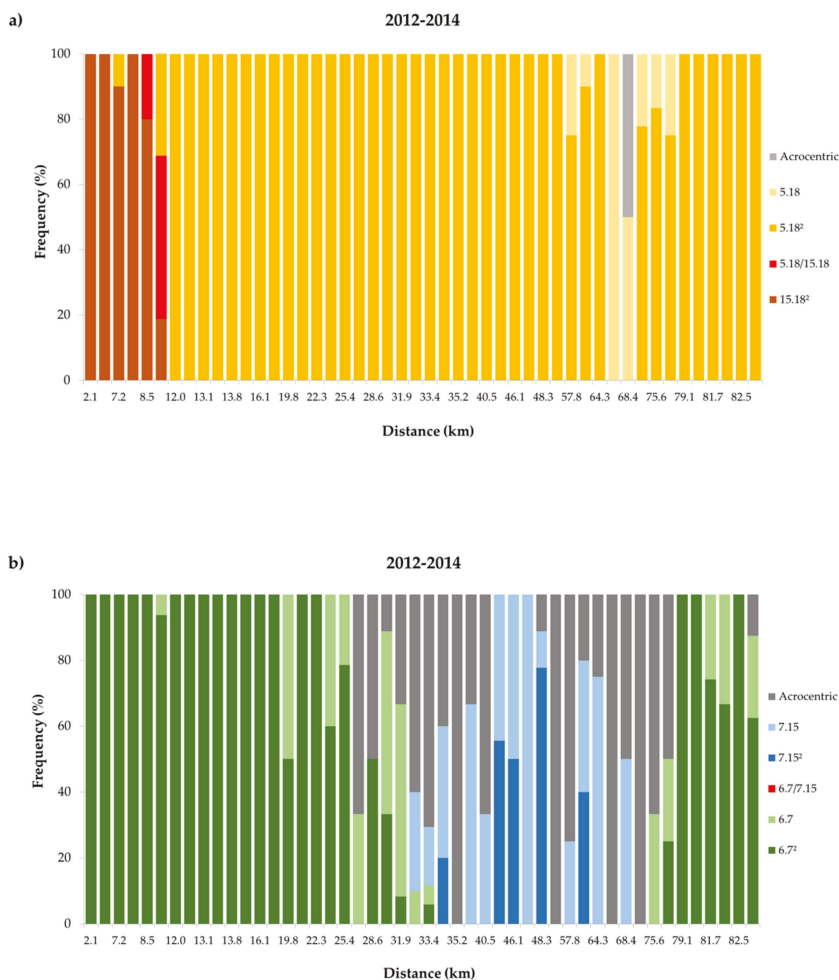 a)
2012-2014
100
80
60
40
20
0
Frequency (%)
2.1 7.2 8.5 12.0 13.1 13.8 16.1 19.8 22.3 25.4 28.6 31.9 33.4 35.2 40.5 46.1 48.3 57.8 64.3 68.4 75.6 79.1 81.7 82.5
Distance (km)
Acrocentric
5.18
5.18²
5.18/15.18
15.18²
b)
2012-2014
100
80
60
40
20
0
Frequency (%)
2.1 7.2 8.5 12.0 13.1 13.8 16.1 19.8 22.3 25.4 28.6 31.9 33.4 35.2 40.5 46.1 48.3 57.8 64.3 68.4 75.6 79.1 81.7 82.5
Distance (km)
Acrocentric
7.15
7.15²
6.7/7.15
6.7
6.7²